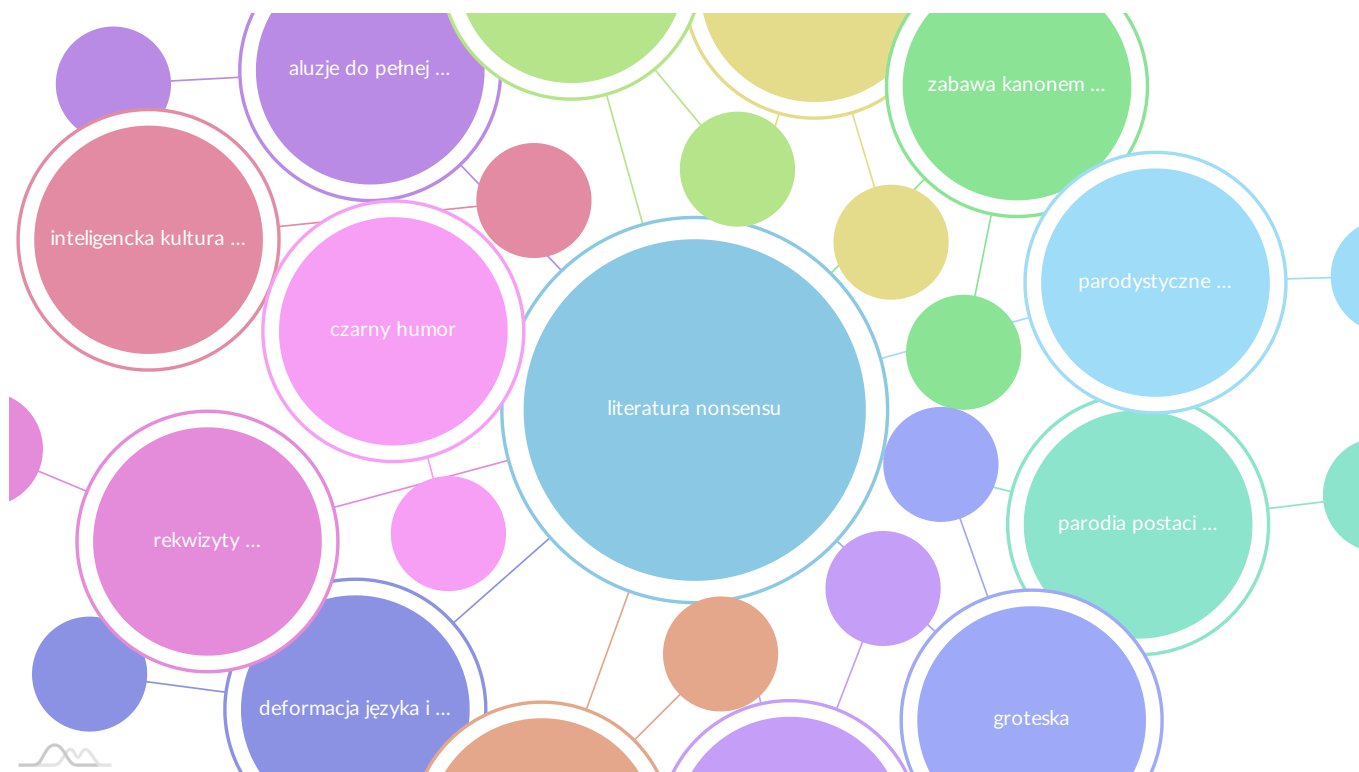 aluzje do pełnej ...
zabawa kanonem ...
inteligencka kultura ...
parodystyczne ...
czarny humor
literatura nonsensu
parodia postaci ...
rekwizyty ...
deformacja języka i ...
groteska